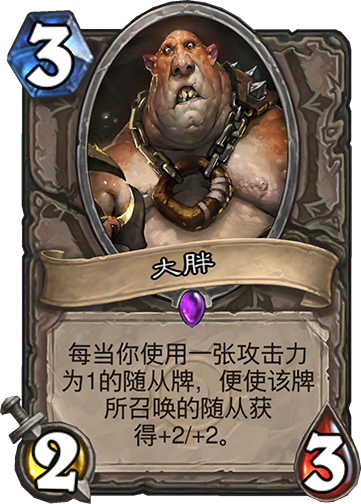 3
大胖
每当你使用一张攻击力
为1的随从牌，便使该牌
所召唤的随从获
得+2/+2。
2
3